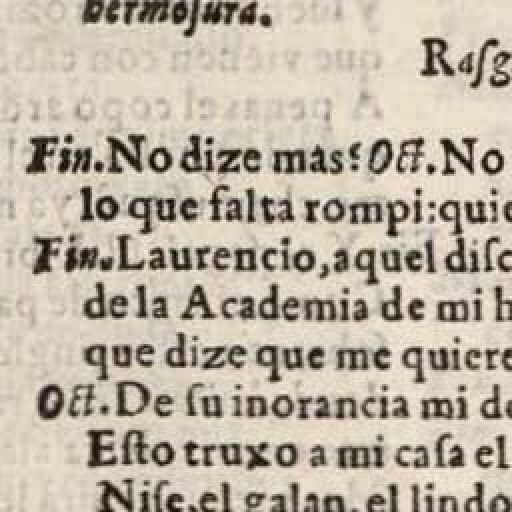 hermosura.
Rasg
Fin. No dize mas? Oct. No
lo que falta rompi: quie
Fin. Laurencio, aquel disc
de la Academia de mi h
que dize que me quiere
Oct. De su inorancia mi de
Esto truxo a mi casa el
Nise, el galan, el lindo